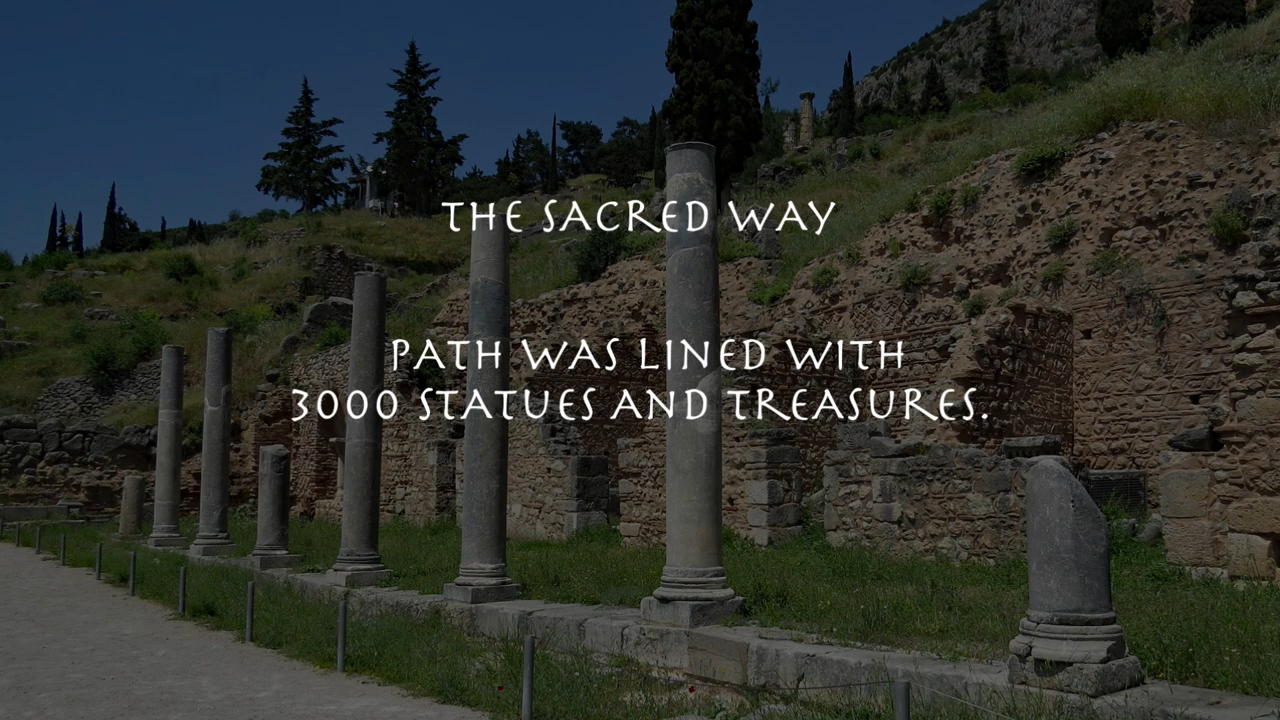 THE SACRED WAY
PATH WAS LINED WITH
3000 STATUES AND TREASURES.